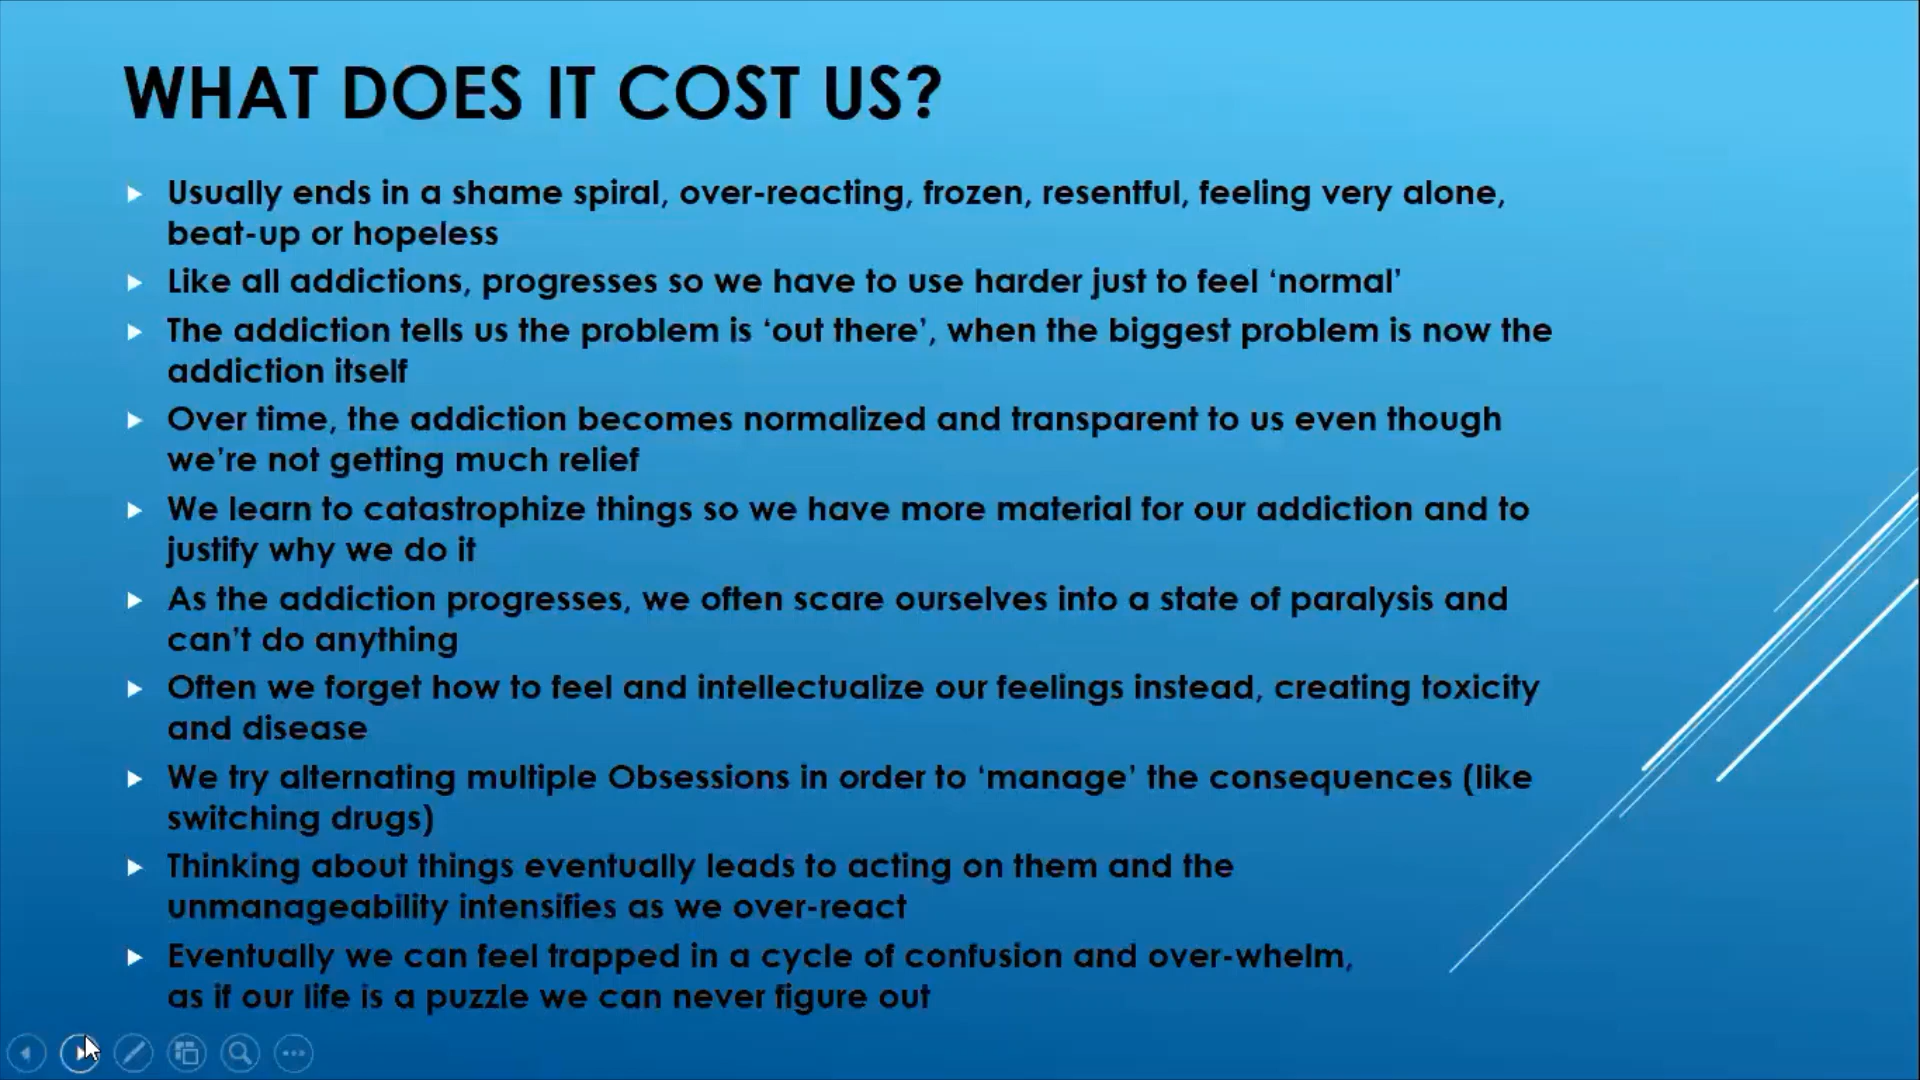 WHAT DOES IT COST US?
Usually ends in a shame spiral, over-reacting, frozen, resentful, feeling very alone,
beat-up or hopeless
Like all addictions, progresses so we have to use harder just to feel ‘normal’
The addiction tells us the problem is ‘out there’, when the biggest problem is now the
addiction itself
Over time, the addiction becomes normalized and transparent to us even though
we’re not getting much relief
We learn to catastrophize things so we have more material for our addiction and to
justify why we do it
As the addiction progresses, we often scare ourselves into a state of paralysis and
can’t do anything
Often we forget how to feel and intellectualize our feelings instead, creating toxicity
and disease
We try alternating multiple Obsessions in order to ‘manage’ the consequences (like
switching drugs)
Thinking about things eventually leads to acting on them and the
unmanageability intensifies as we over-react
Eventually we can feel trapped in a cycle of confusion and over-whelm,
as if our life is a puzzle we can never figure out